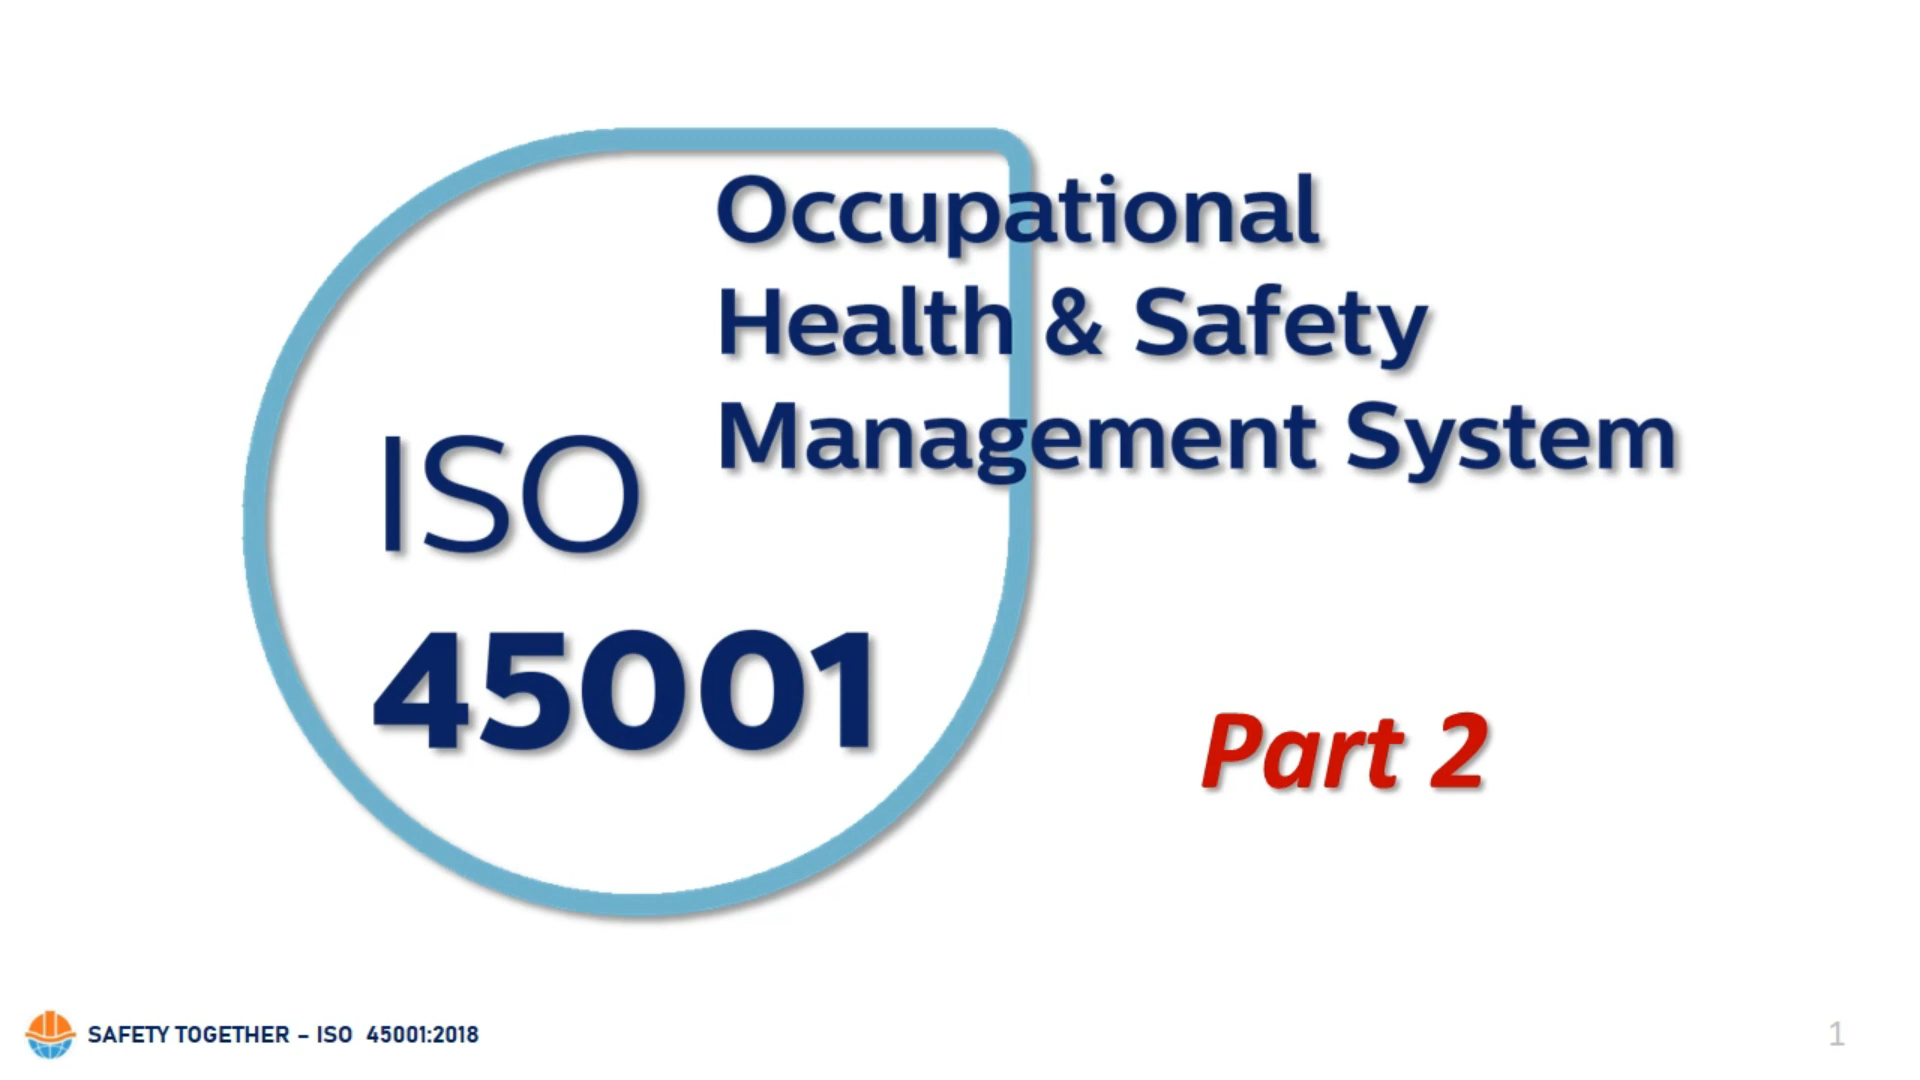 Occupational
Health & Safety
Management System
ISO
45001
Part 2
SAFETY TOGETHER – ISO 45001:2018
1